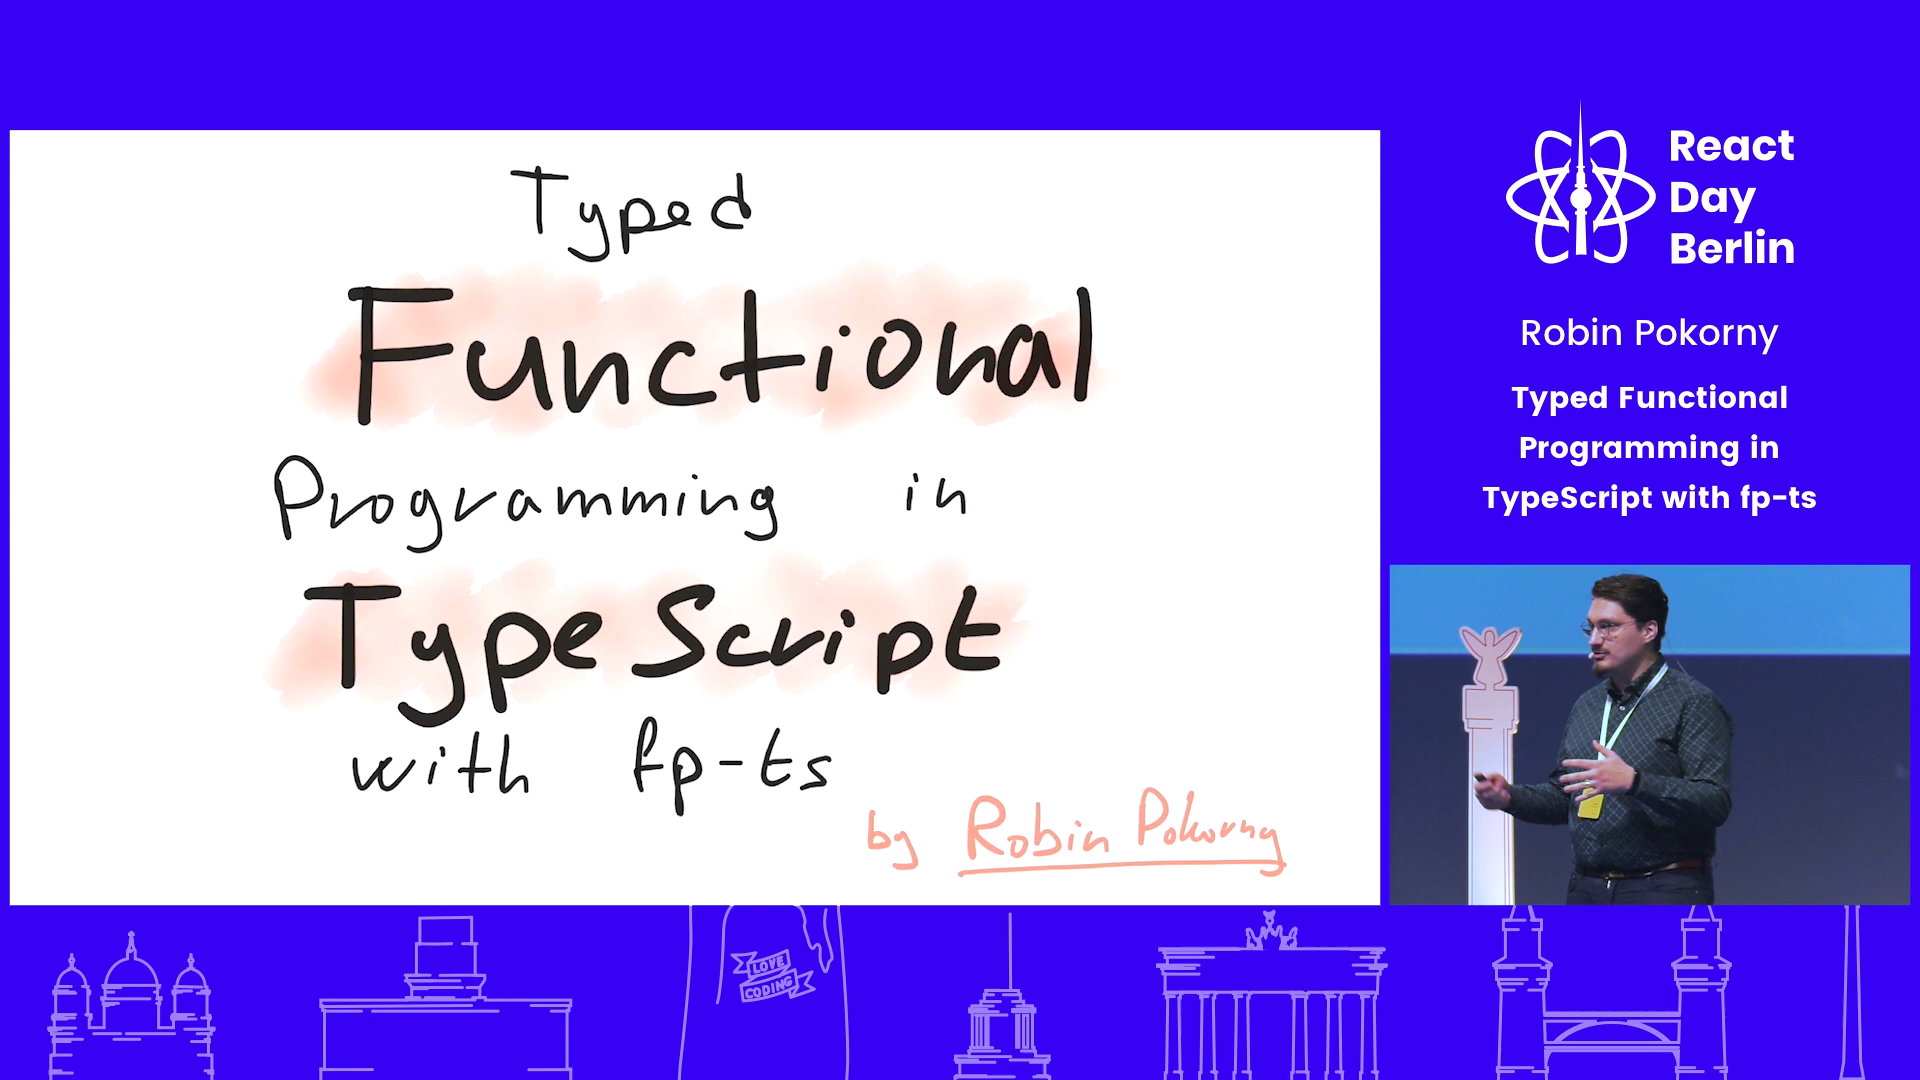 Typed
Functional
Programming in
TypeScript
with fp-ts
by Robin Pokorny
React
Day
Berlin
Robin Pokorny
Typed Functional
Programming in
TypeScript with fp-ts
LOVE
CODING